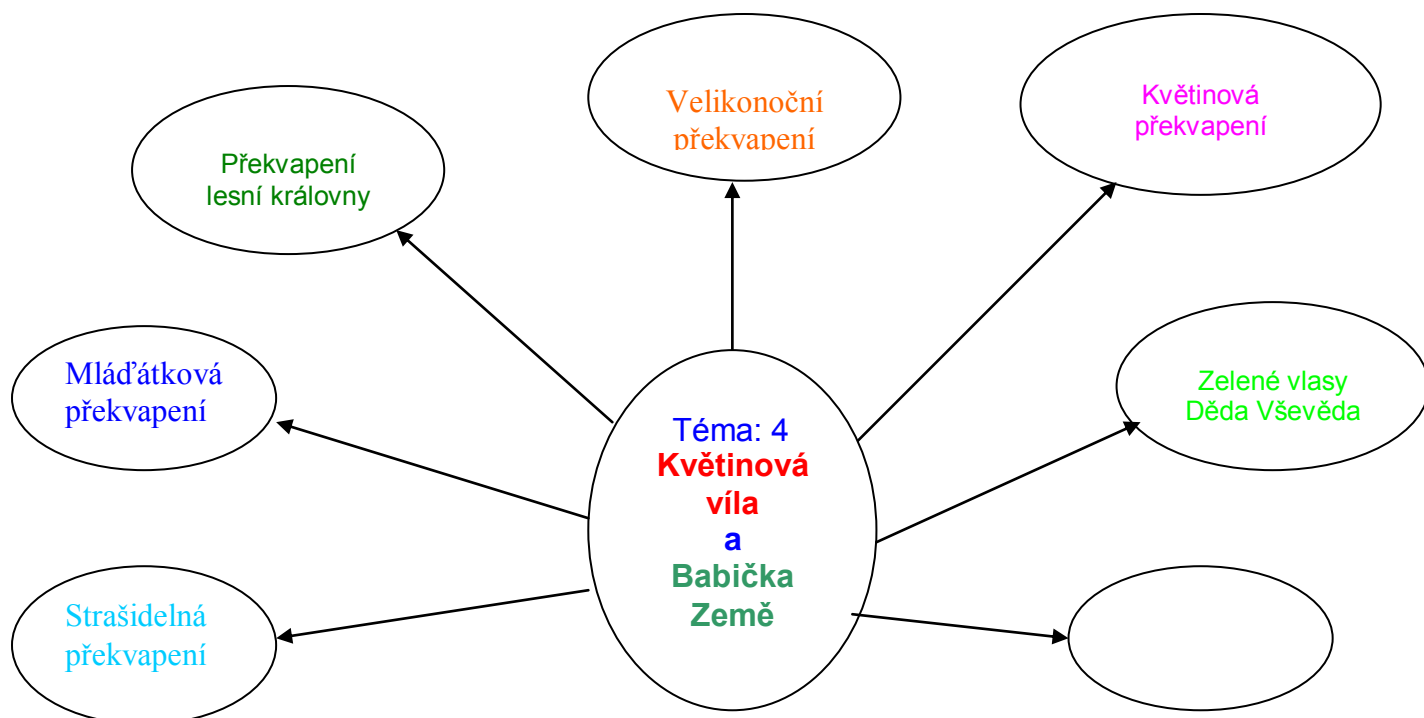 Velikonoční
překvapení
Květinová
překvapení
Překvapení
lesní královny
Mláďátková
překvapení
Zelené vlasy
Děda Vševěda
Téma: 4
Květinová
víla
a
Babička
Země
Strašidelná
překvapení